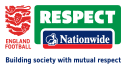 RESPECT
ENGLAND
FOOTBALL
Nationwide
Building society with mutual respect